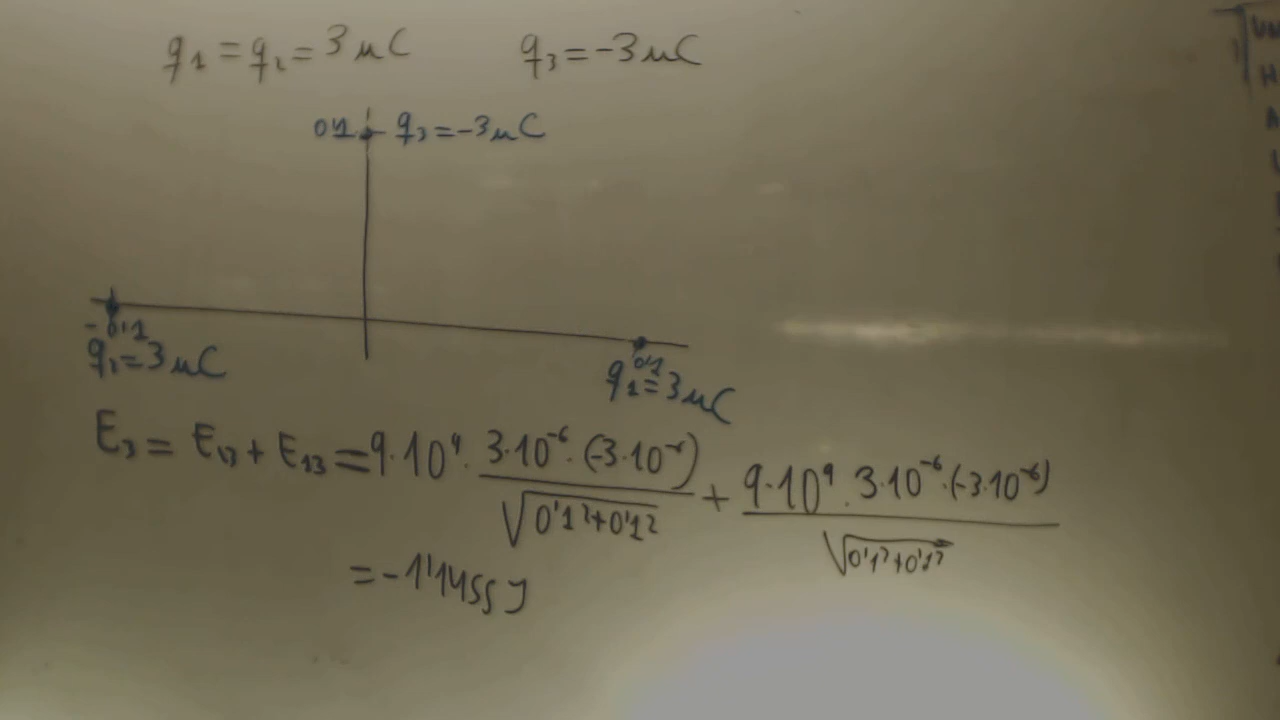 q₁ = q₂ = 3 μC q₃ = -3 μC
0'1 q₃ = -3 μC
-0'1 0'1
q₂ = 3 μC q₁ = 3 μC
E₃ = E₂₃ + E₁₃ = 9·10⁹ · 3·10⁻⁶ · (-3·10⁻⁶) / √(0'1² + 0'1²) + 9·10⁹ · 3·10⁻⁶ · (-3·10⁻⁶) / √(0'1² + 0'1²)
= -1'1455 J